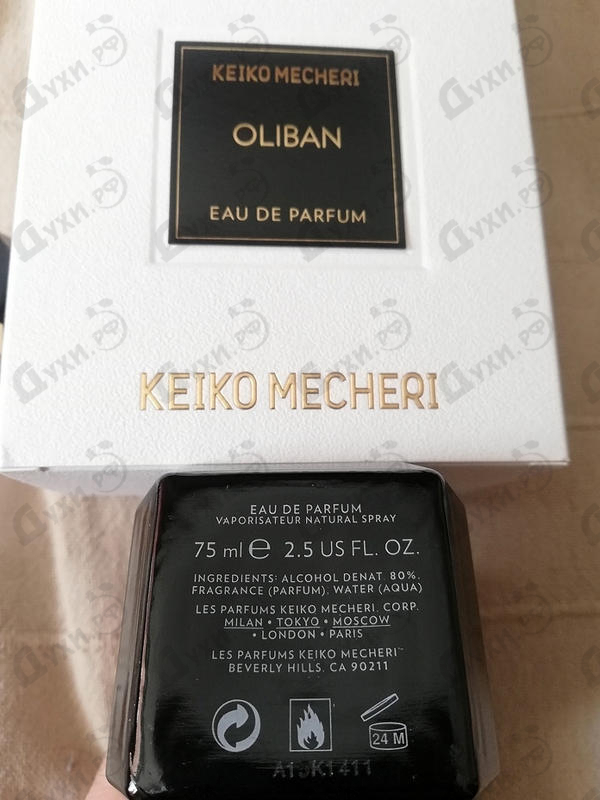 KEIKO MECHERI
OLIBAN
EAU DE PARFUM
KEIKO MECHERI
EAU DE PARFUM
VAPORISATEUR NATURAL SPRAY
75 ml ℮ 2.5 US FL. OZ.
INGREDIENTS: ALCOHOL DENAT. 80%,
FRAGRANCE (PARFUM), WATER (AQUA)
LES PARFUMS KEIKO MECHERI. CORP.
MILAN • TOKYO • MOSCOW
• LONDON • PARIS
LES PARFUMS KEIKO MECHERI™
BEVERLY HILLS. CA 90211
24 M
духи.рф